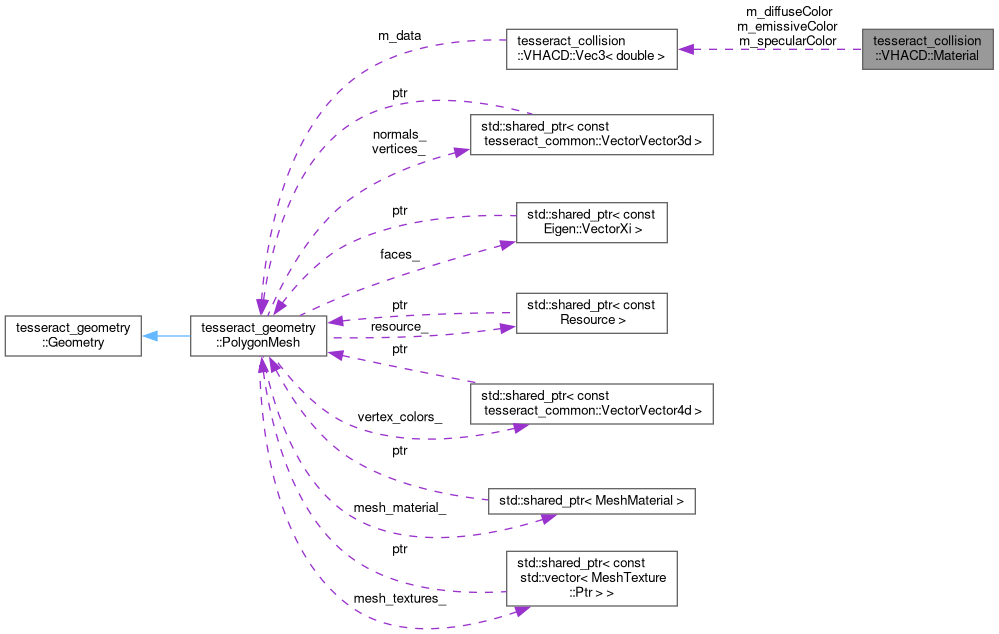 m_diffuseColor
m_emissiveColor
m_specularColor
tesseract_collision
::VHACD::Material
m_data
tesseract_collision
::VHACD::Vec3< double >
ptr
std::shared_ptr< const
tesseract_common::VectorVector3d >
normals_
vertices_
ptr
std::shared_ptr< const
Eigen::VectorXi >
faces_
ptr
std::shared_ptr< const
Resource >
resource_
tesseract_geometry
::Geometry
tesseract_geometry
::PolygonMesh
ptr
std::shared_ptr< const
tesseract_common::VectorVector4d >
vertex_colors_
ptr
std::shared_ptr< MeshMaterial >
mesh_material_
ptr
std::shared_ptr< const
std::vector< MeshTexture
::Ptr > >
mesh_textures_